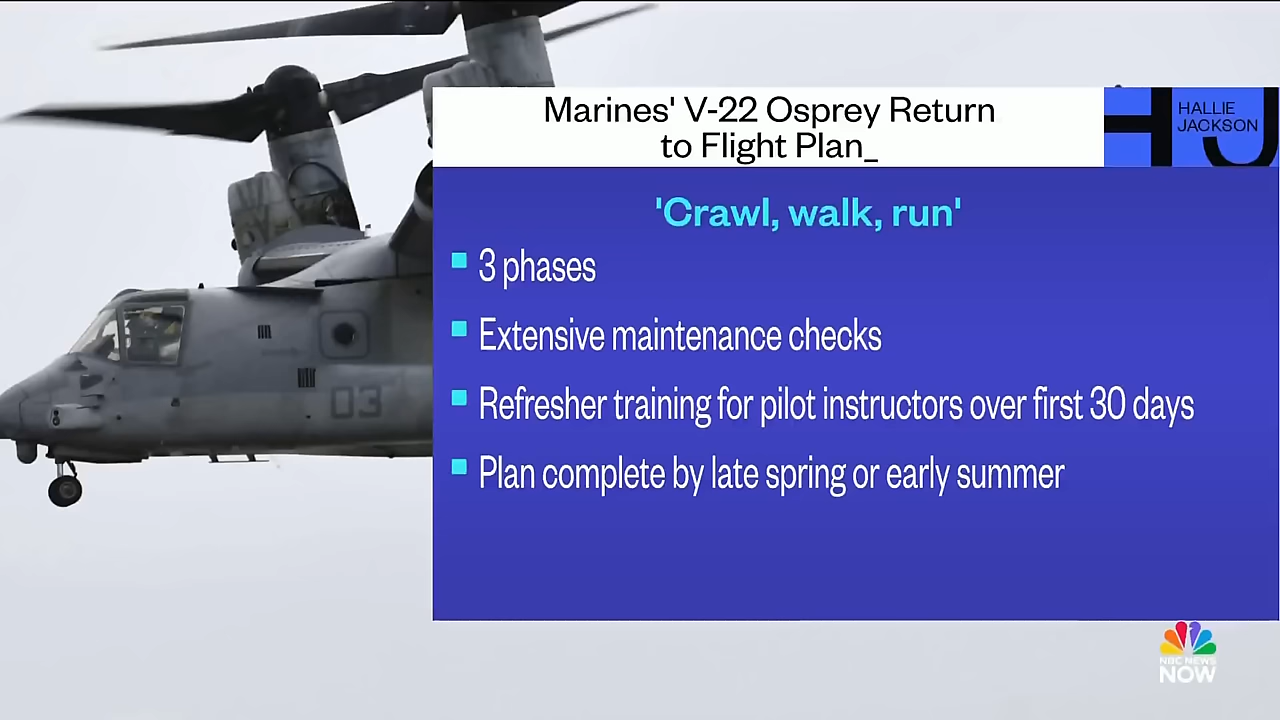 Marines' V-22 Osprey Return
to Flight Plan_
HALLIE
JACKSON
'Crawl, walk, run'
3 phases
Extensive maintenance checks
Refresher training for pilot instructors over first 30 days
Plan complete by late spring or early summer
03
NBC NEWS
NOW